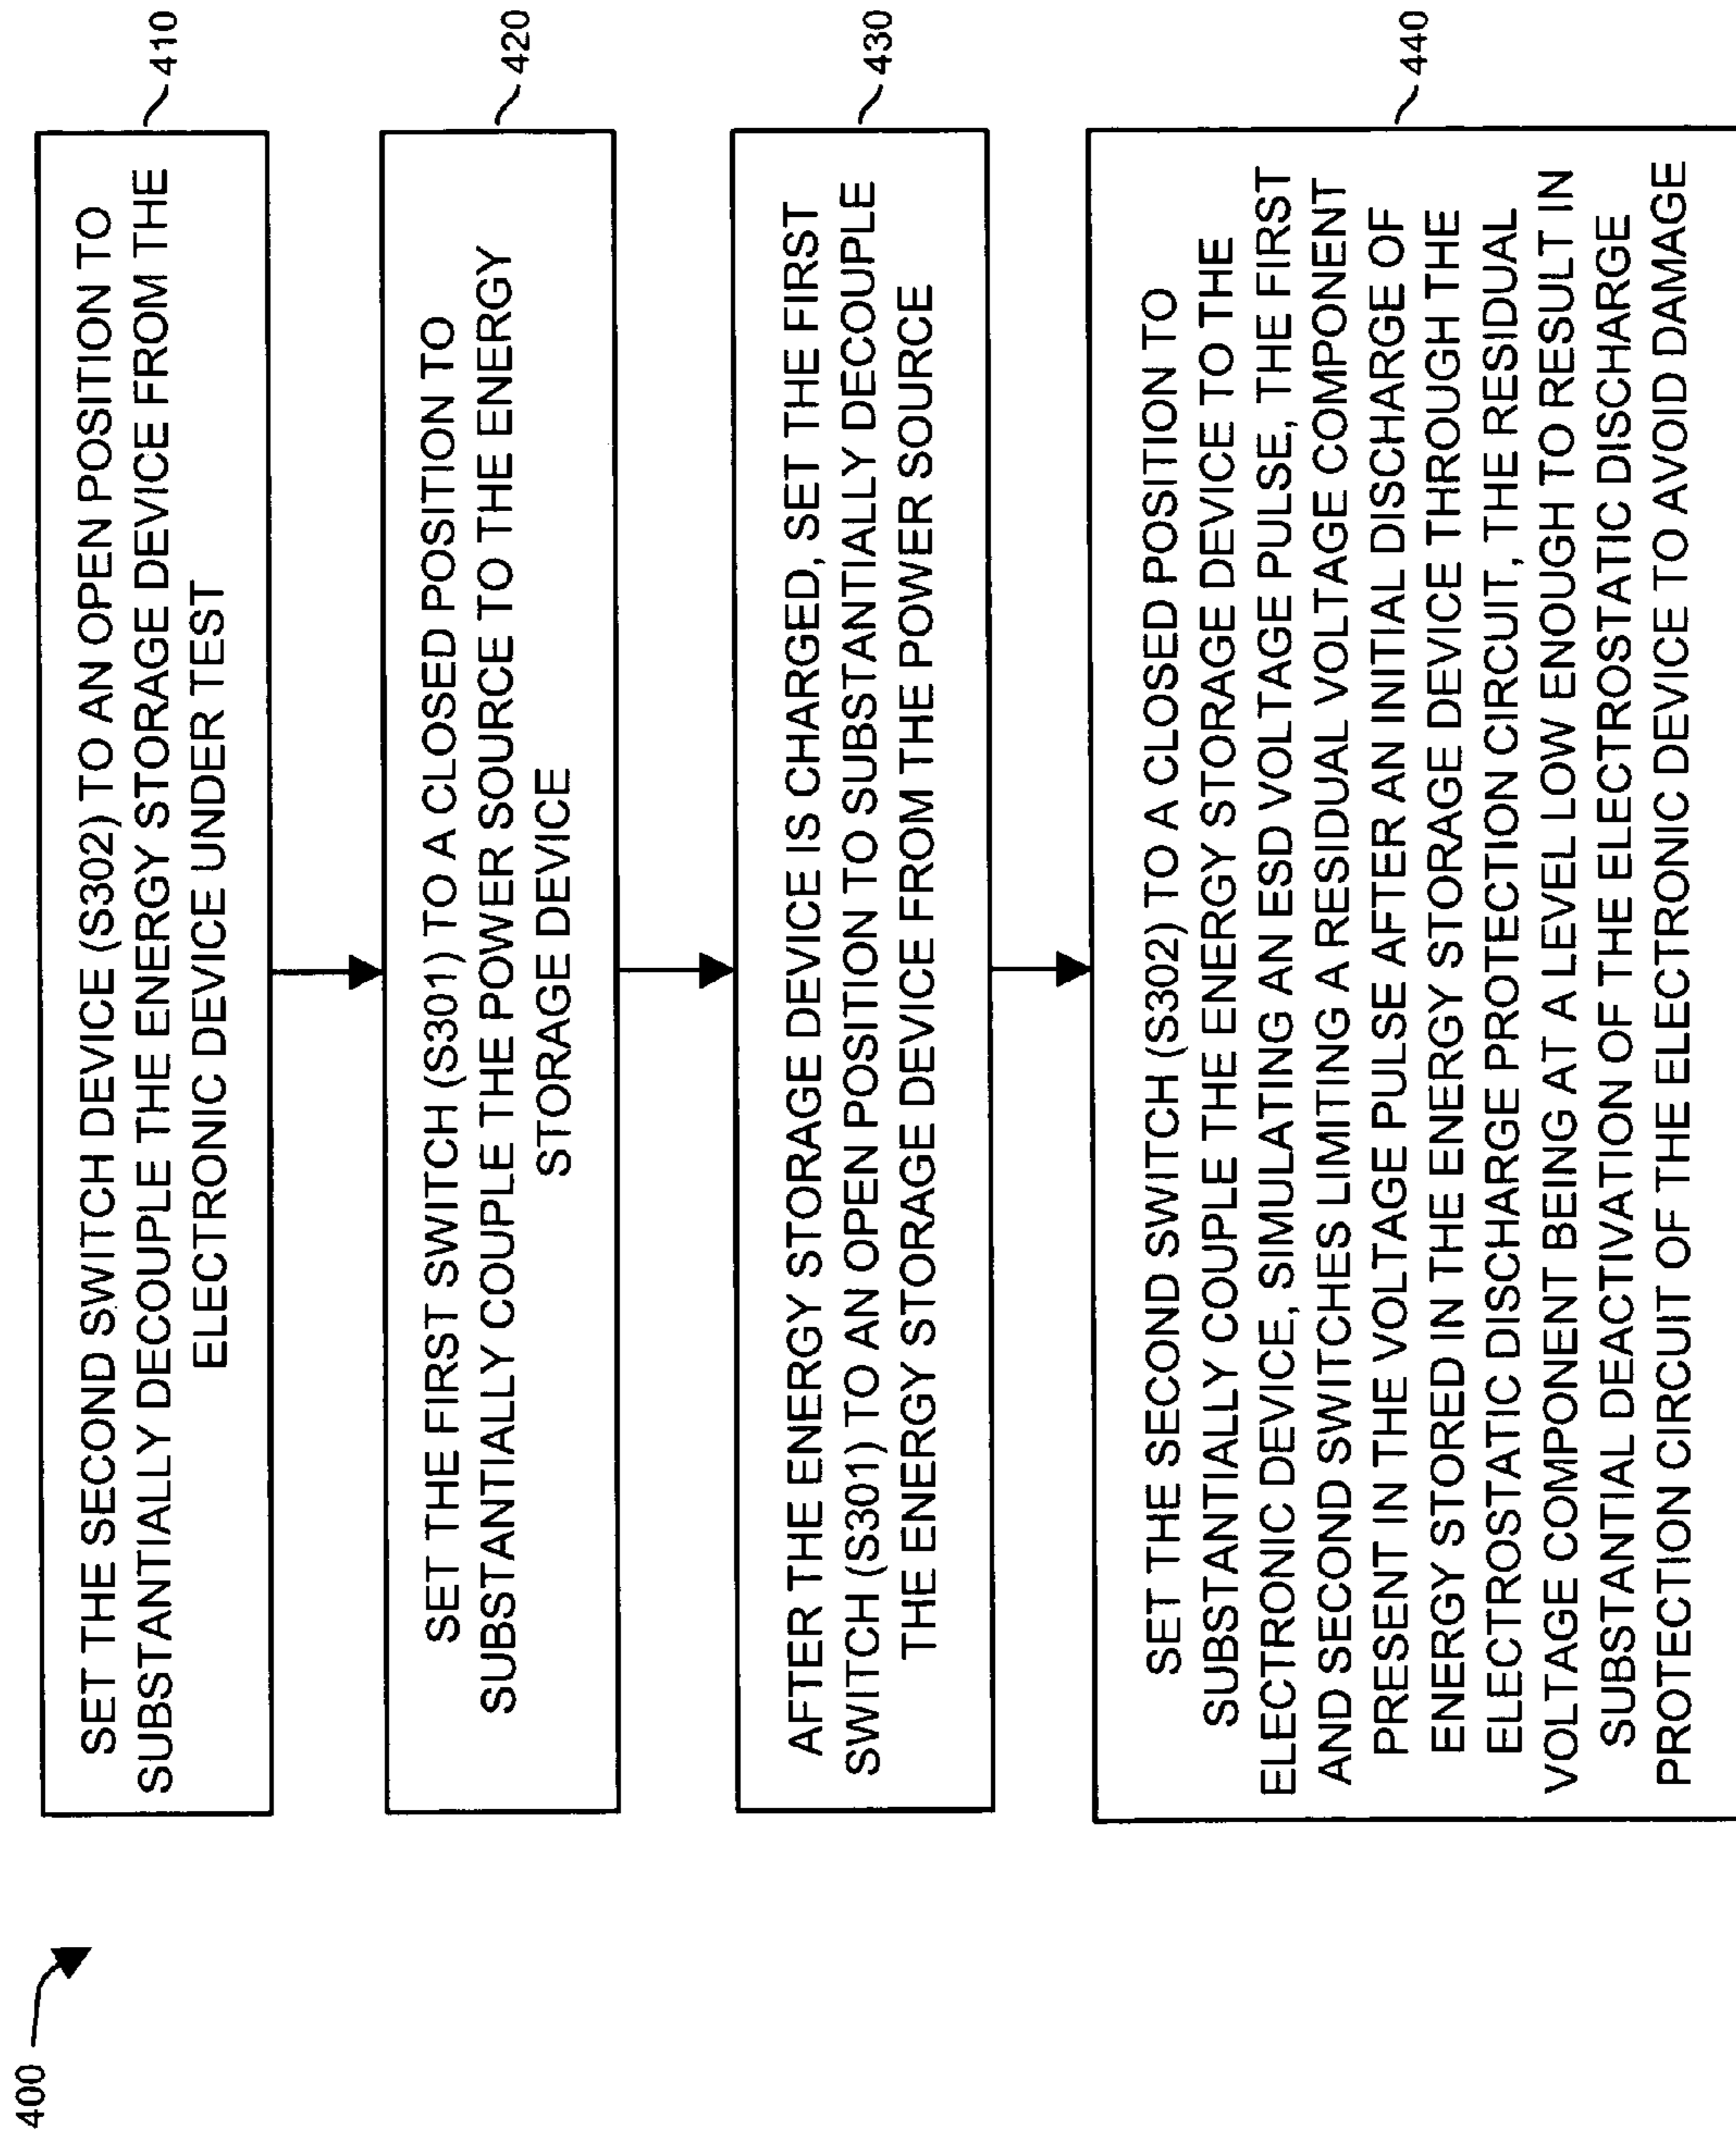 400
SET THE SECOND SWITCH DEVICE (S302) TO AN OPEN POSITION TO
SUBSTANTIALLY DECOUPLE THE ENERGY STORAGE DEVICE FROM THE
ELECTRONIC DEVICE UNDER TEST
410
SET THE FIRST SWITCH (S301) TO A CLOSED POSITION TO
SUBSTANTIALLY COUPLE THE POWER SOURCE TO THE ENERGY
STORAGE DEVICE
420
AFTER THE ENERGY STORAGE DEVICE IS CHARGED, SET THE FIRST
SWITCH (S301) TO AN OPEN POSITION TO SUBSTANTIALLY DECOUPLE
THE ENERGY STORAGE DEVICE FROM THE POWER SOURCE
430
SET THE SECOND SWITCH (S302) TO A CLOSED POSITION TO
SUBSTANTIALLY COUPLE THE ENERGY STORAGE DEVICE TO THE
ELECTRONIC DEVICE, SIMULATING AN ESD VOLTAGE PULSE, THE FIRST
AND SECOND SWITCHES LIMITING A RESIDUAL VOLTAGE COMPONENT
PRESENT IN THE VOLTAGE PULSE AFTER AN INITIAL DISCHARGE OF
ENERGY STORED IN THE ENERGY STORAGE DEVICE THROUGH THE
ELECTROSTATIC DISCHARGE PROTECTION CIRCUIT, THE RESIDUAL
VOLTAGE COMPONENT BEING AT A LEVEL LOW ENOUGH TO RESULT IN
SUBSTANTIAL DEACTIVATION OF THE ELECTROSTATIC DISCHARGE
PROTECTION CIRCUIT OF THE ELECTRONIC DEVICE TO AVOID DAMAGE
440